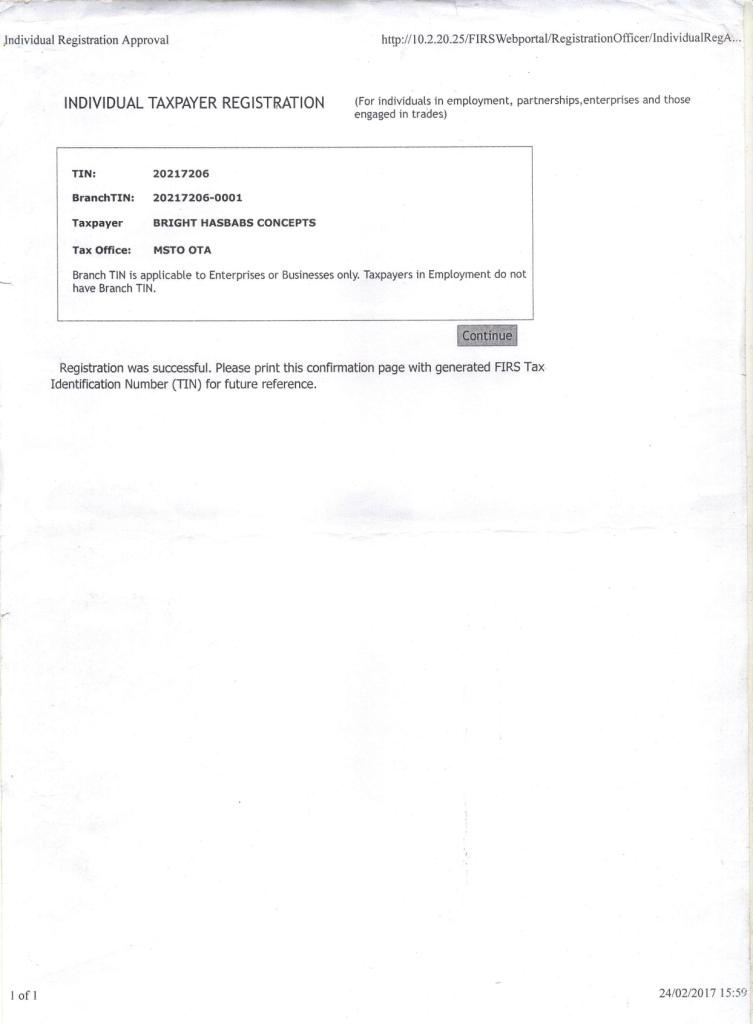 Individual Registration Approval
http://10.2.20.25/FIRSWebportal/RegistrationOfficer/IndividualRegA...
INDIVIDUAL TAXPAYER REGISTRATION
(For individuals in employment, partnerships,enterprises and those
engaged in trades)
TIN: 20217206
BranchTIN: 20217206-0001
Taxpayer BRIGHT HASBABS CONCEPTS
Tax Office: MSTO OTA
Branch TIN is applicable to Enterprises or Businesses only. Taxpayers in Employment do not
have Branch TIN.
Continue
Registration was successful. Please print this confirmation page with generated FIRS Tax
Identification Number (TIN) for future reference.
1 of 1
24/02/2017 15:59